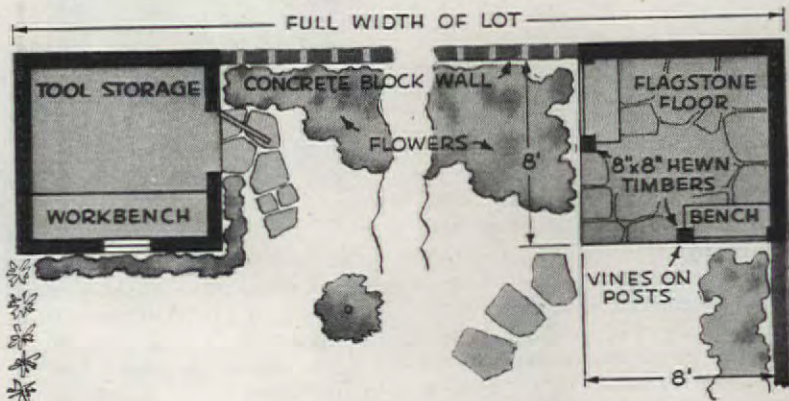 FULL WIDTH OF LOT
TOOL STORAGE
CONCRETE BLOCK WALL
FLAGSTONE
FLOOR
FLOWERS
8'
8"x8" HEWN
TIMBERS
WORKBENCH
BENCH
VINES ON
POSTS
8'